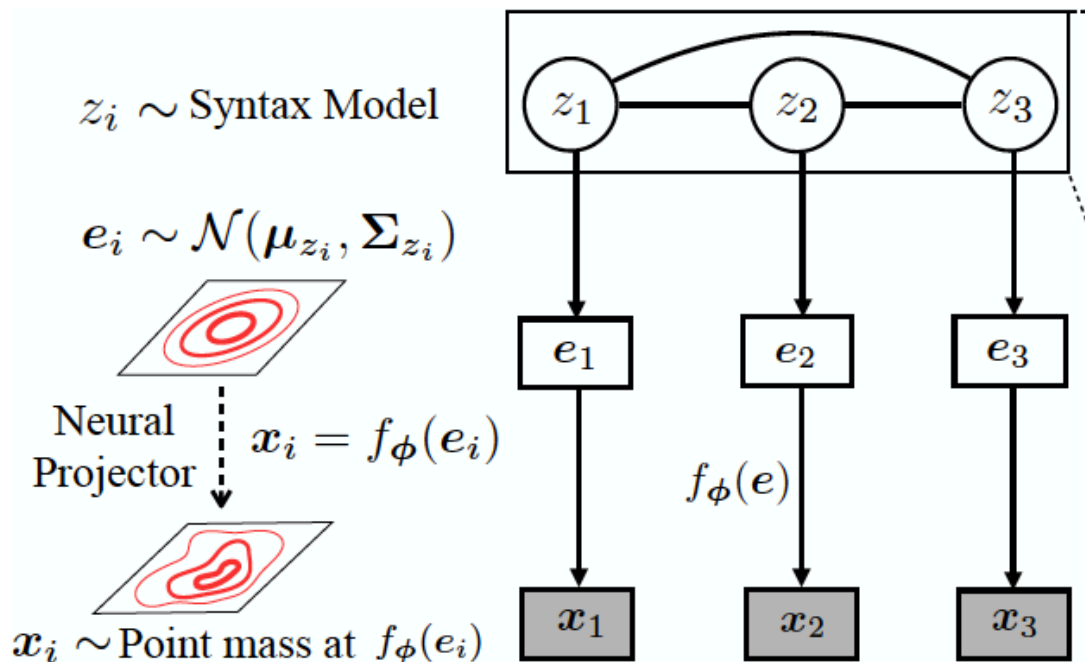 z_1 z_2 z_3
z_i ∼ Syntax Model
e_i ∼ N(μ_{z_i}, Σ_{z_i})
e_1 e_2 e_3
Neural
Projector
x_i = f_ϕ(e_i)
f_ϕ(e)
x_1 x_2 x_3
x_i ∼ Point mass at f_ϕ(e_i)